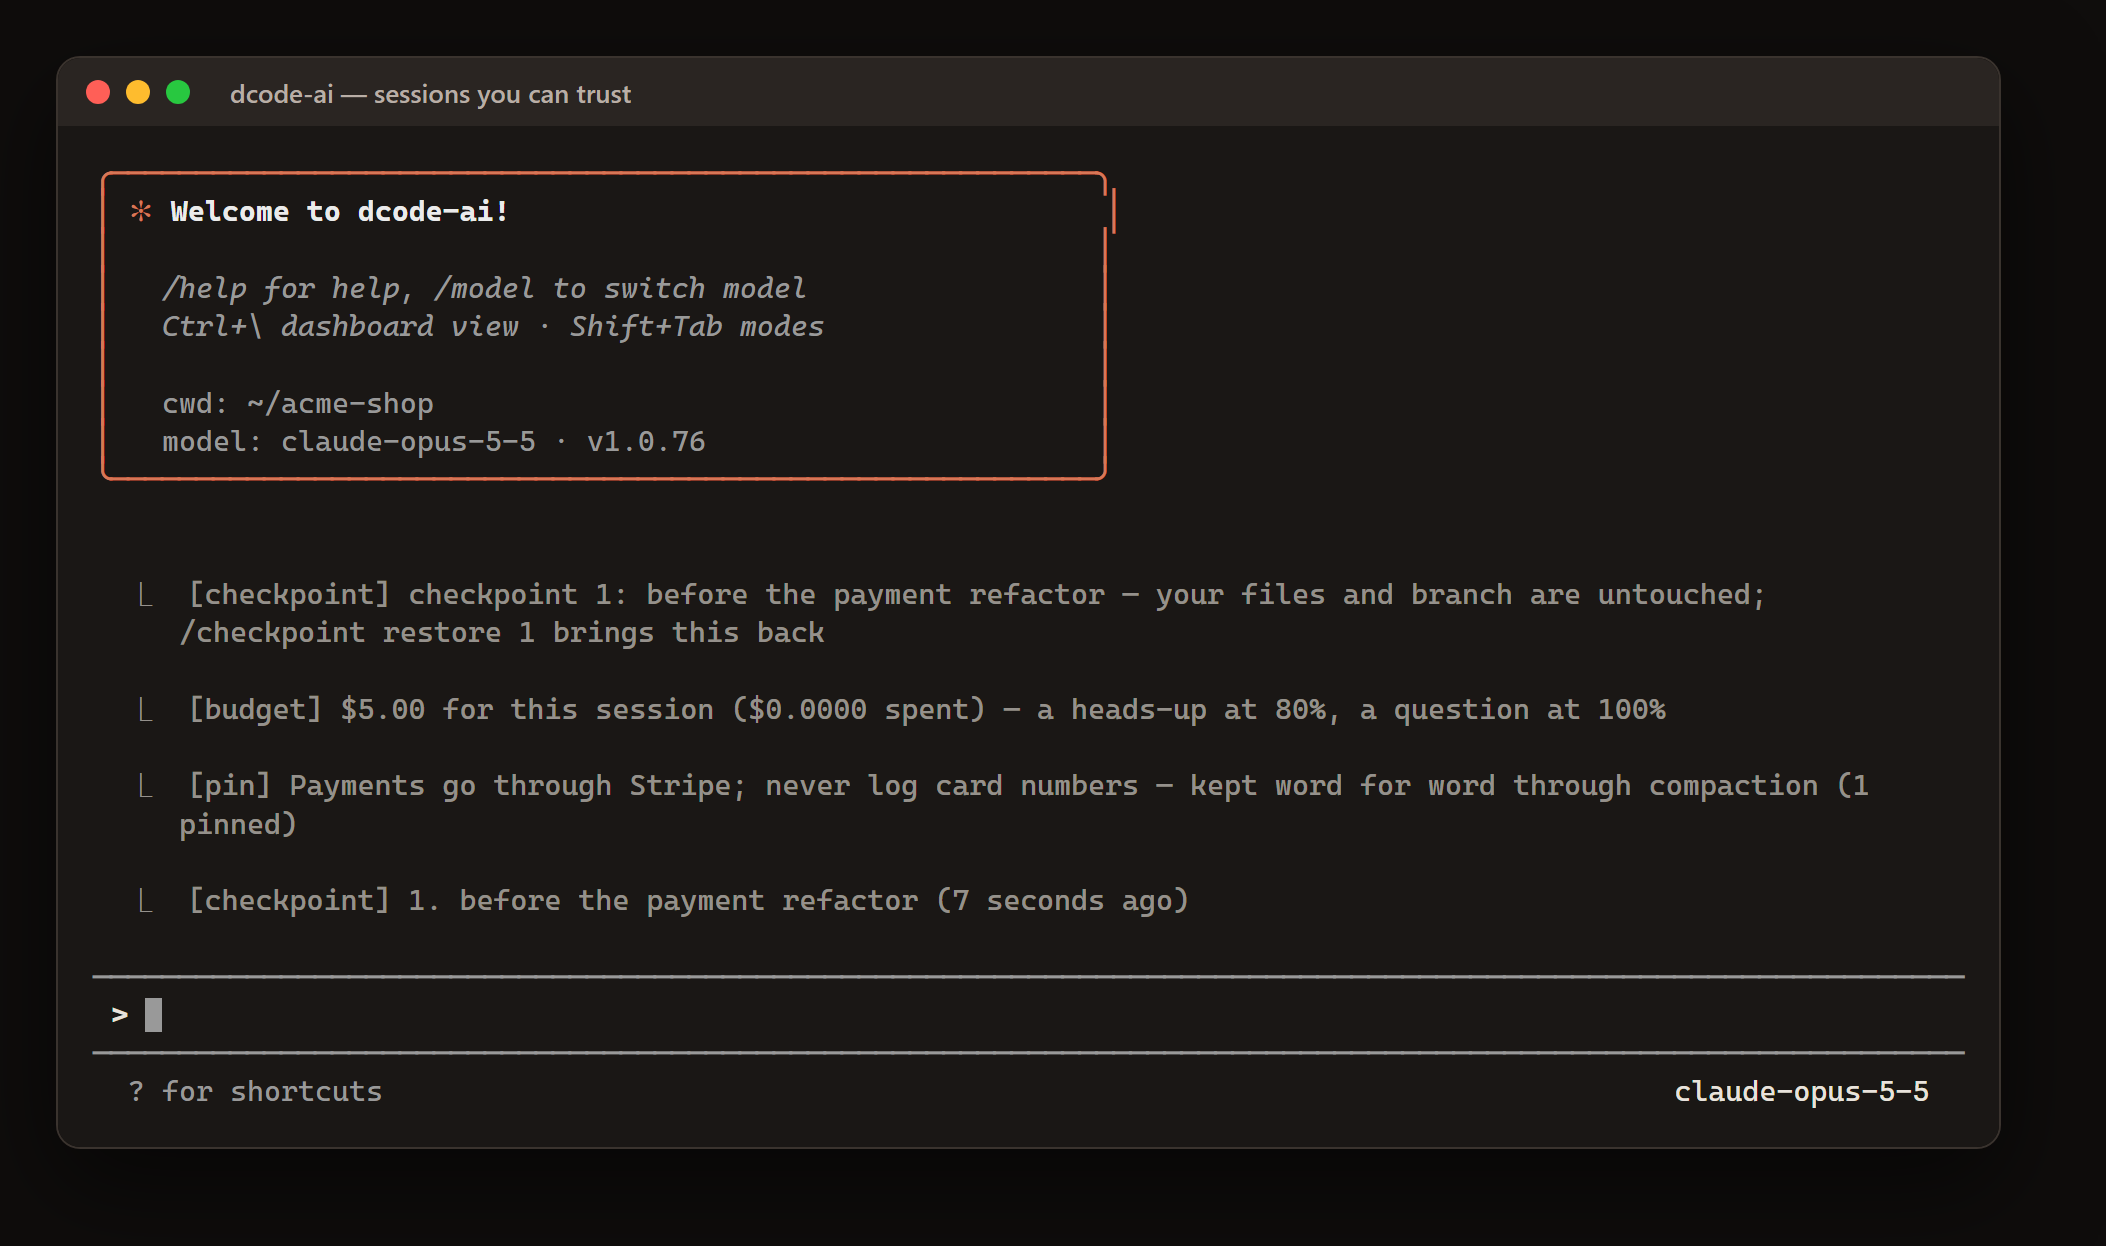 dcode-ai — sessions you can trust
✻ Welcome to dcode-ai!
/help for help, /model to switch model
Ctrl+\ dashboard view · Shift+Tab modes
cwd: ~/acme-shop
model: claude-opus-5-5 · v1.0.76
⎿ [checkpoint] checkpoint 1: before the payment refactor — your files and branch are untouched;
/checkpoint restore 1 brings this back
⎿ [budget] $5.00 for this session ($0.0000 spent) — a heads-up at 80%, a question at 100%
⎿ [pin] Payments go through Stripe; never log card numbers — kept word for word through compaction (1
pinned)
⎿ [checkpoint] 1. before the payment refactor (7 seconds ago)
>
? for shortcuts
claude-opus-5-5